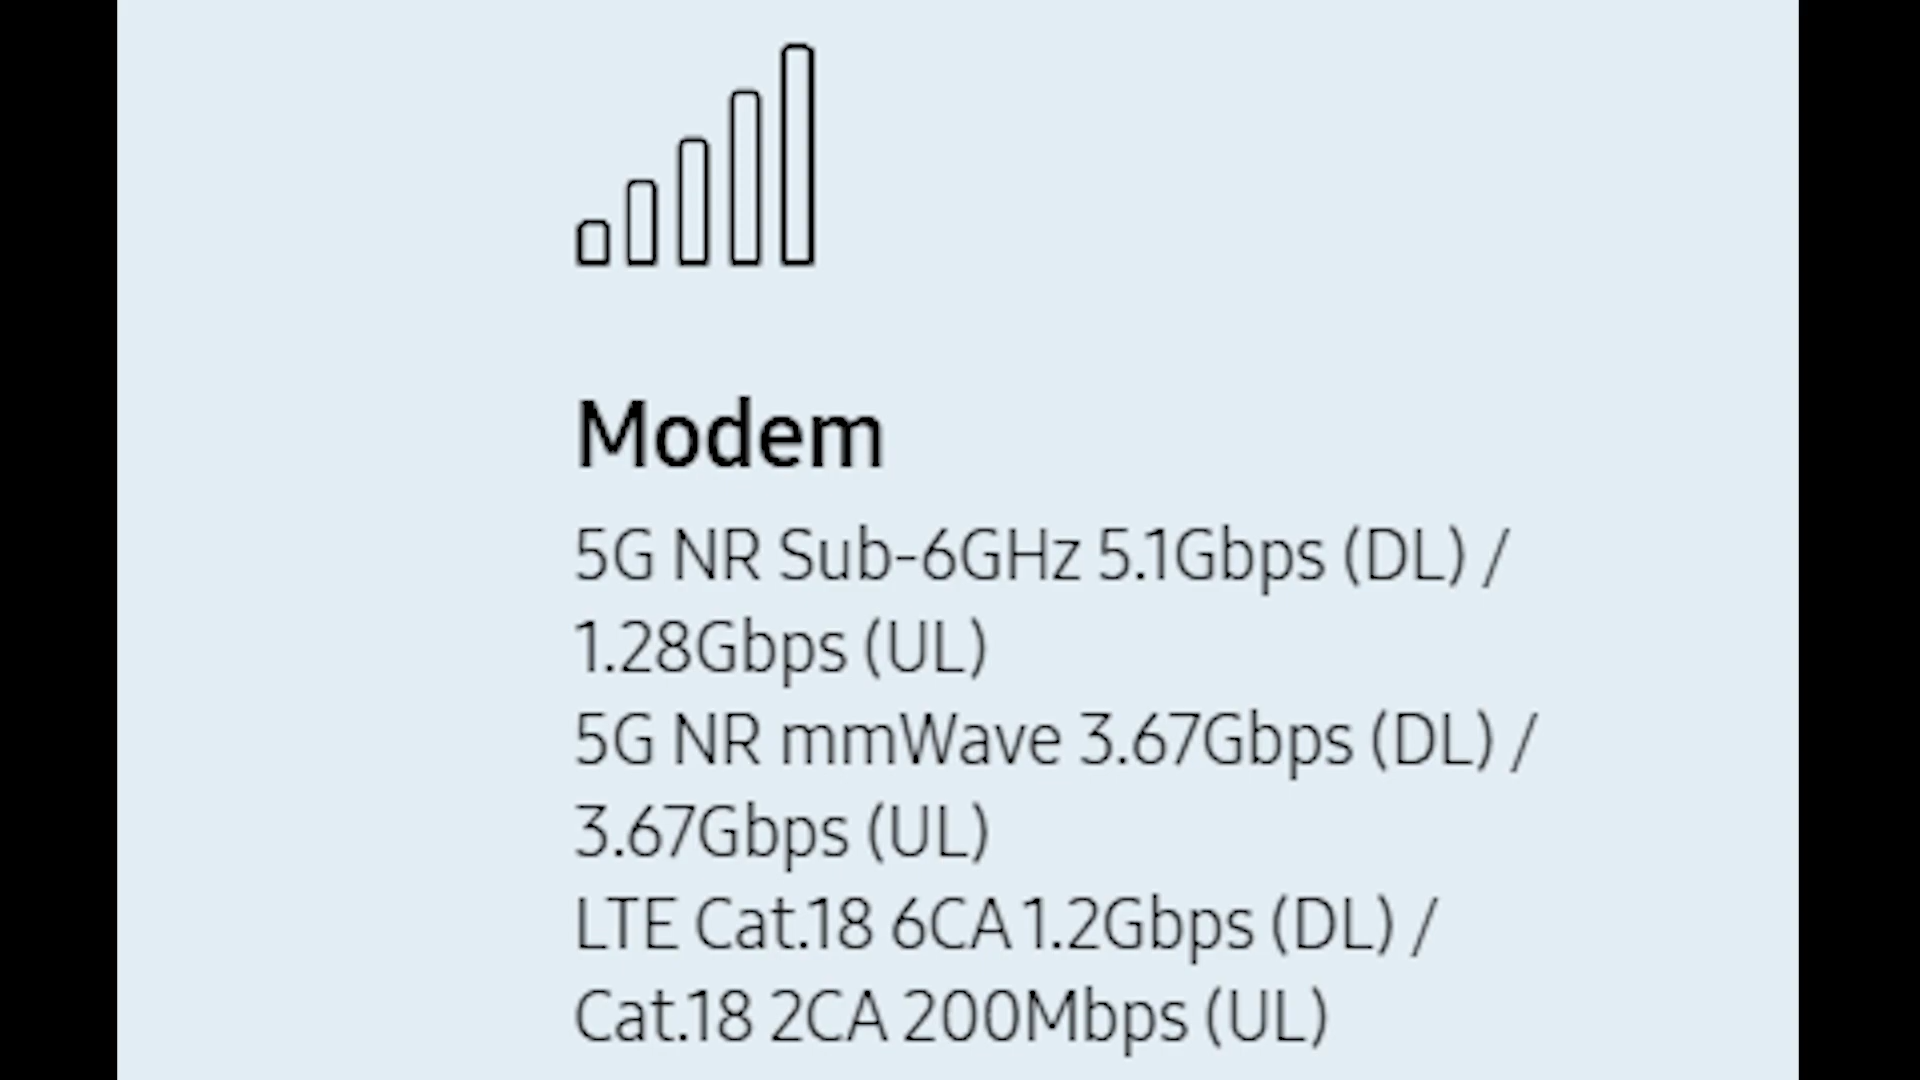 Modem
5G NR Sub-6GHz 5.1Gbps (DL) /
1.28Gbps (UL)
5G NR mmWave 3.67Gbps (DL) /
3.67Gbps (UL)
LTE Cat.18 6CA 1.2Gbps (DL) /
Cat.18 2CA 200Mbps (UL)